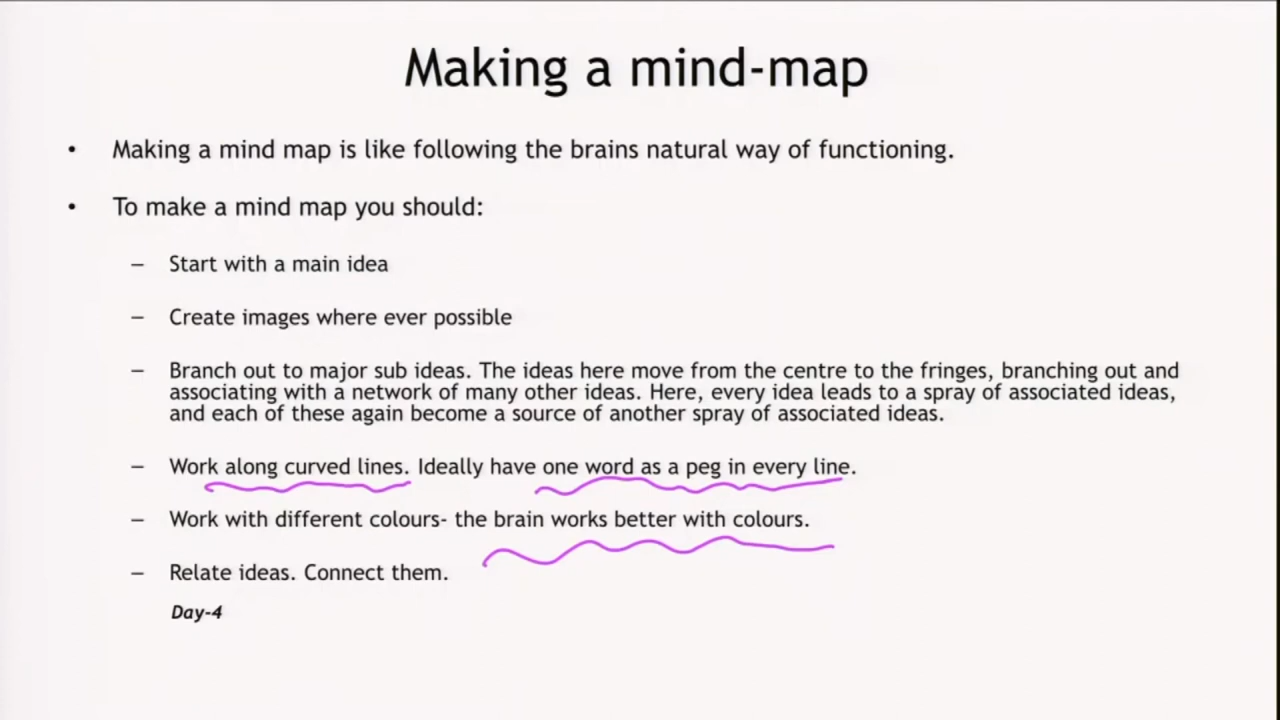 Making a mind-map
• Making a mind map is like following the brains natural way of functioning.
• To make a mind map you should:
– Start with a main idea
– Create images where ever possible
– Branch out to major sub ideas. The ideas here move from the centre to the fringes, branching out and
associating with a network of many other ideas. Here, every idea leads to a spray of associated ideas,
and each of these again become a source of another spray of associated ideas.
– Work along curved lines. Ideally have one word as a peg in every line.
– Work with different colours- the brain works better with colours.
– Relate ideas. Connect them.
Day-4